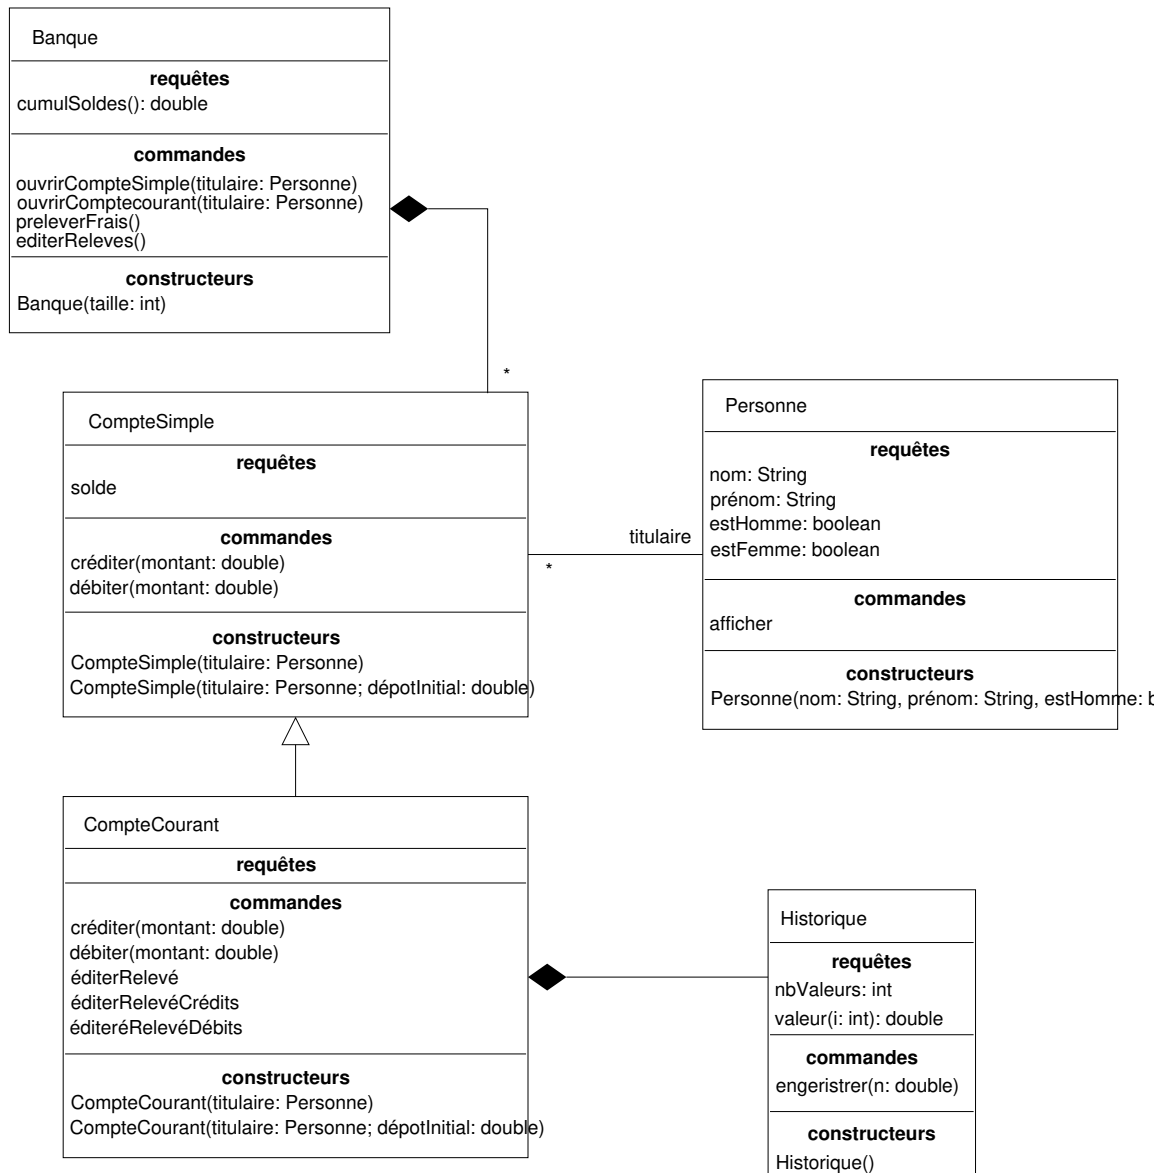 Banque
requêtes
cumulSoldes(): double
commandes
ouvrirCompteSimple(titulaire: Personne)
ouvrirComptecourant(titulaire: Personne)
preleverFrais()
editerReleves()
constructeurs
Banque(taille: int)
*
CompteSimple
requêtes
solde
commandes
créditer(montant: double)
débiter(montant: double)
constructeurs
CompteSimple(titulaire: Personne)
CompteSimple(titulaire: Personne; dépotInitial: double)
titulaire
*
Personne
requêtes
nom: String
prénom: String
estHomme: boolean
estFemme: boolean
commandes
afficher
constructeurs
Personne(nom: String, prénom: String, estHomme: b
CompteCourant
requêtes
commandes
créditer(montant: double)
débiter(montant: double)
éditerRelevé
éditerRelevéCrédits
éditeréRelevéDébits
constructeurs
CompteCourant(titulaire: Personne)
CompteCourant(titulaire: Personne; dépotInitial: double)
Historique
requêtes
nbValeurs: int
valeur(i: int): double
commandes
engeristrer(n: double)
constructeurs
Historique()